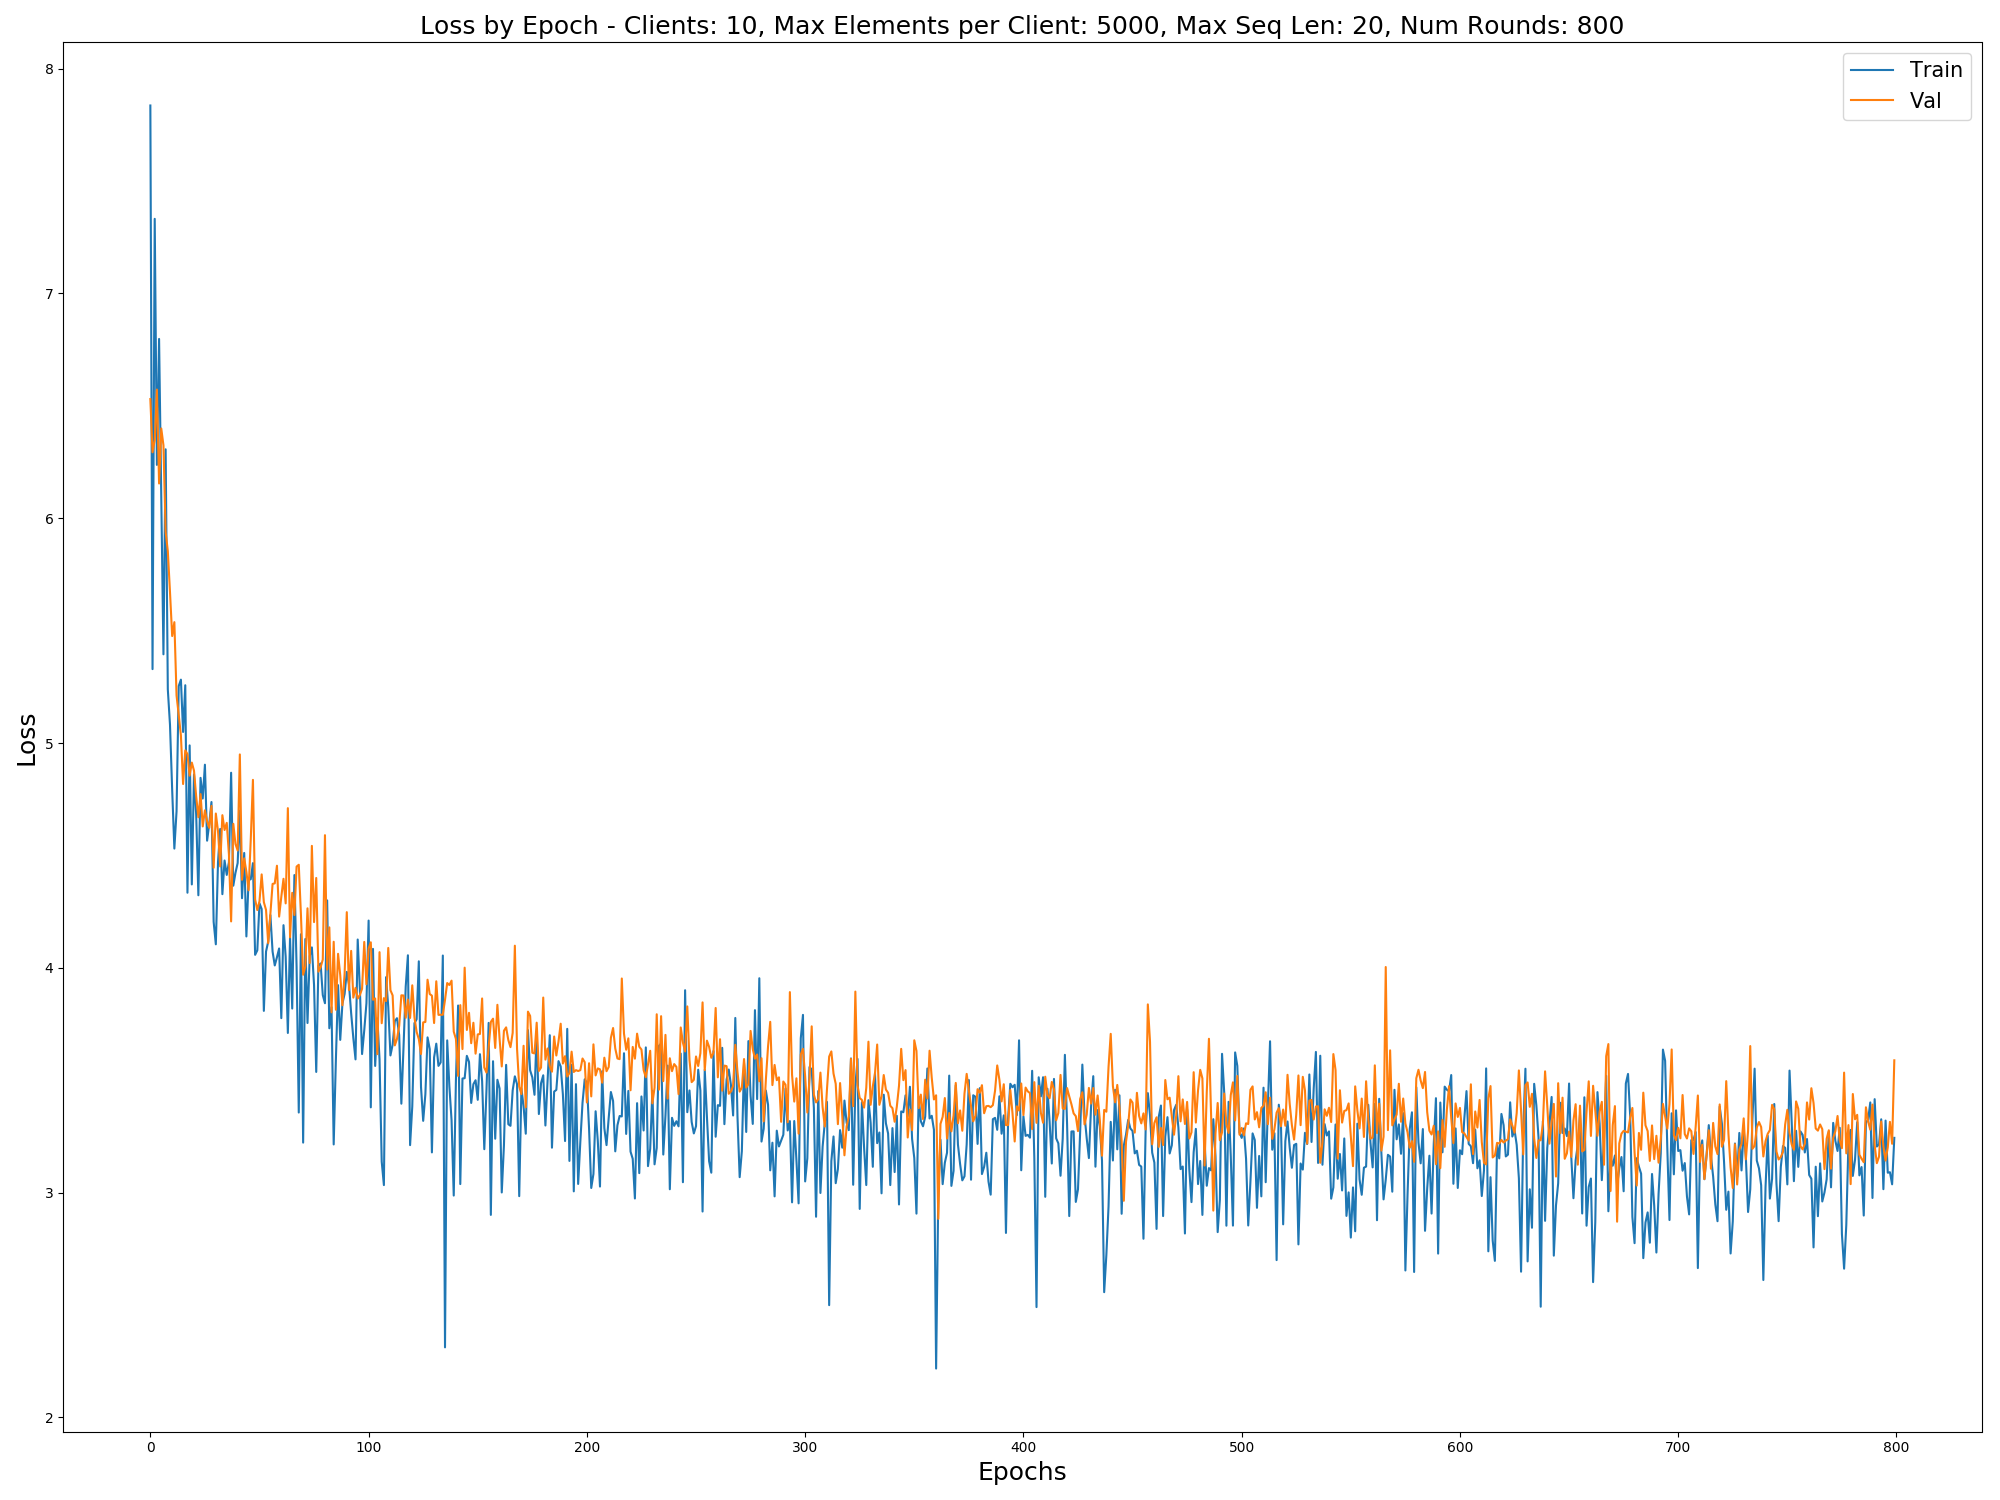 Loss by Epoch - Clients: 10, Max Elements per Client: 5000, Max Seq Len: 20, Num Rounds: 800
Train
Val
8
7
6
5
4
3
2
Loss
0 100 200 300 400 500 600 700 800
Epochs